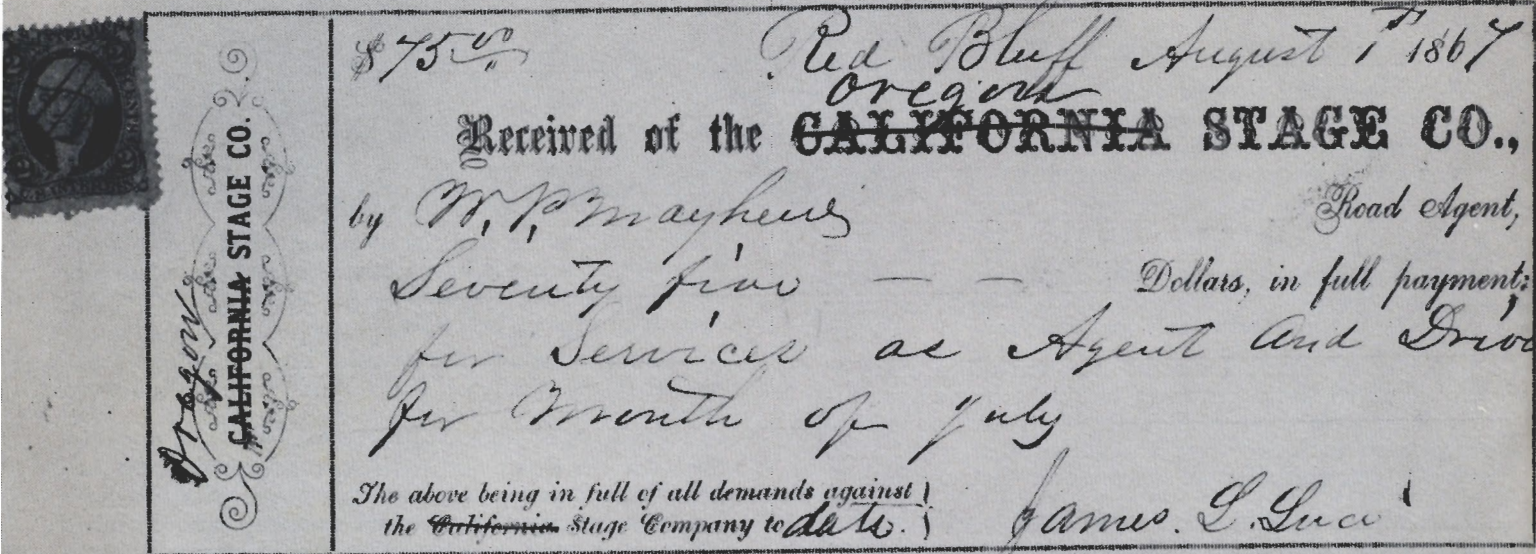 $75.00 Red Bluff August 1st 1867
Oregon
Received of the CALIFORNIA STAGE CO.,
by W. P. Mayhew Road Agent,
Seventy five — — Dollars, in full payment;
for Services as Agent and Drive
for Month of July
The above being in full of all demands against
the California Stage Company to date.
James. L.
Oregon
CALIFORNIA STAGE CO.